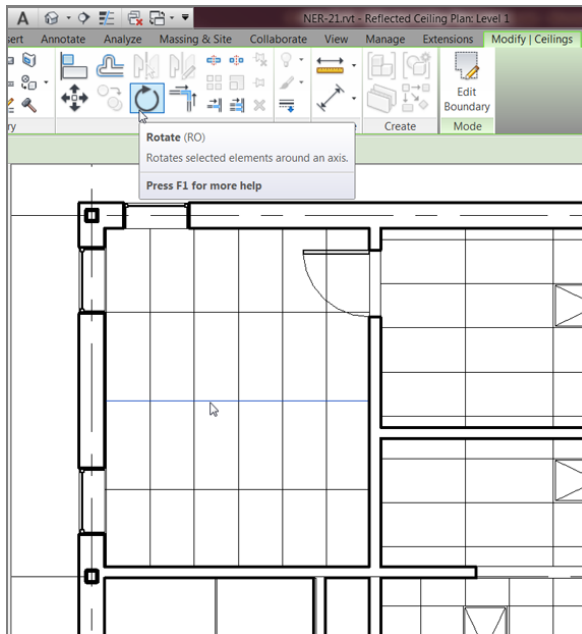 A NER-21.rvt - Reflected Ceiling Plan: Level 1
sert Annotate Analyze Massing & Site Collaborate View Manage Extensions Modify | Ceilings
Edit
Boundary
ry Create Mode
Rotate (RO)
Rotates selected elements around an axis.
Press F1 for more help